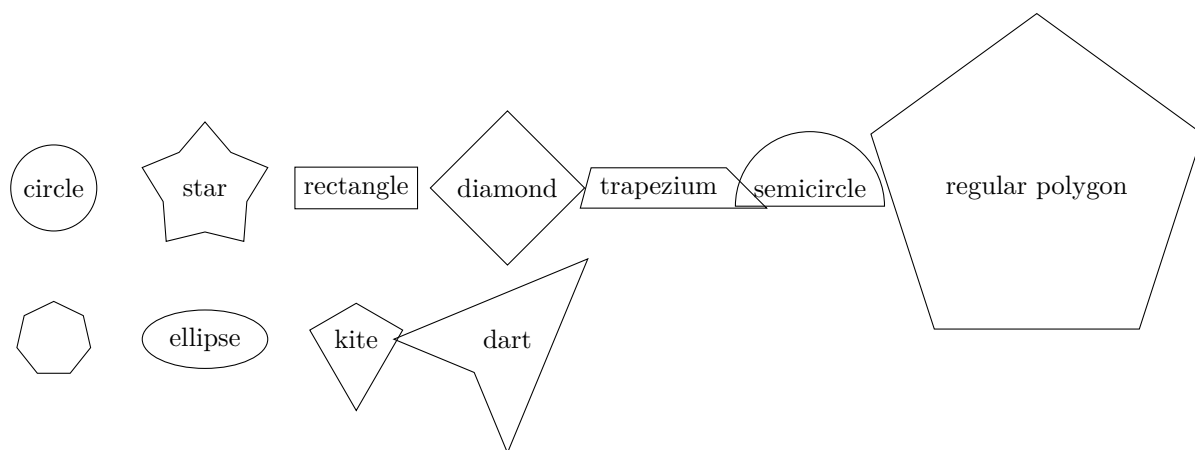 circle star rectangle diamond trapezium semicircle regular polygon
ellipse kite dart